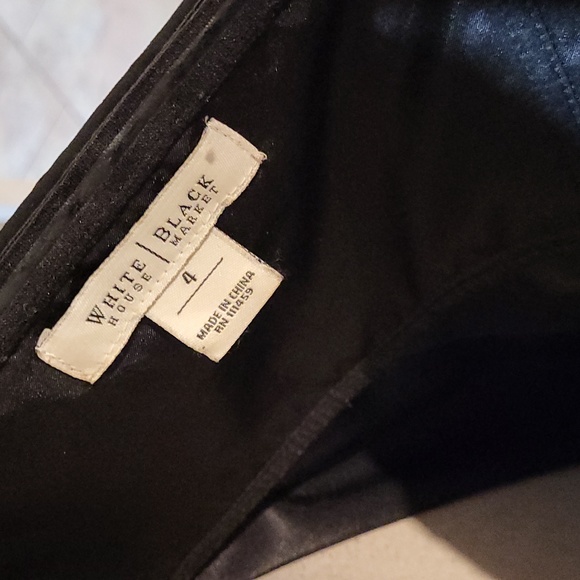 WHITE | BLACK
HOUSE | MARKET
4
MADE IN CHINA
RN 111459